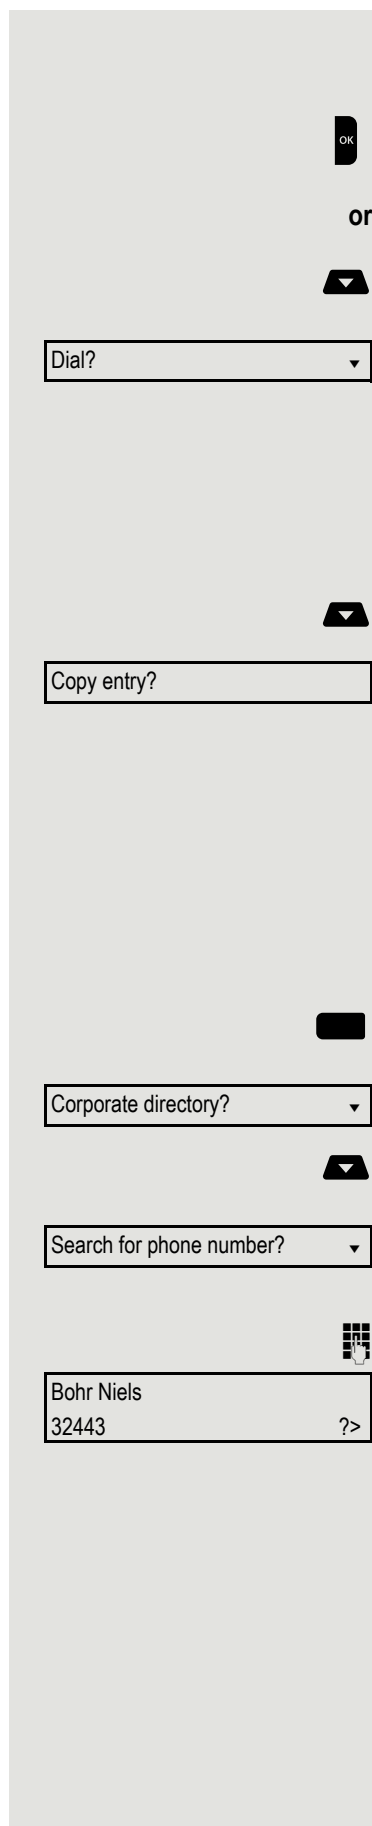 OK
or
Dial?
Copy entry?
Corporate directory?
Search for phone number?
Bohr Niels
32443 ?>